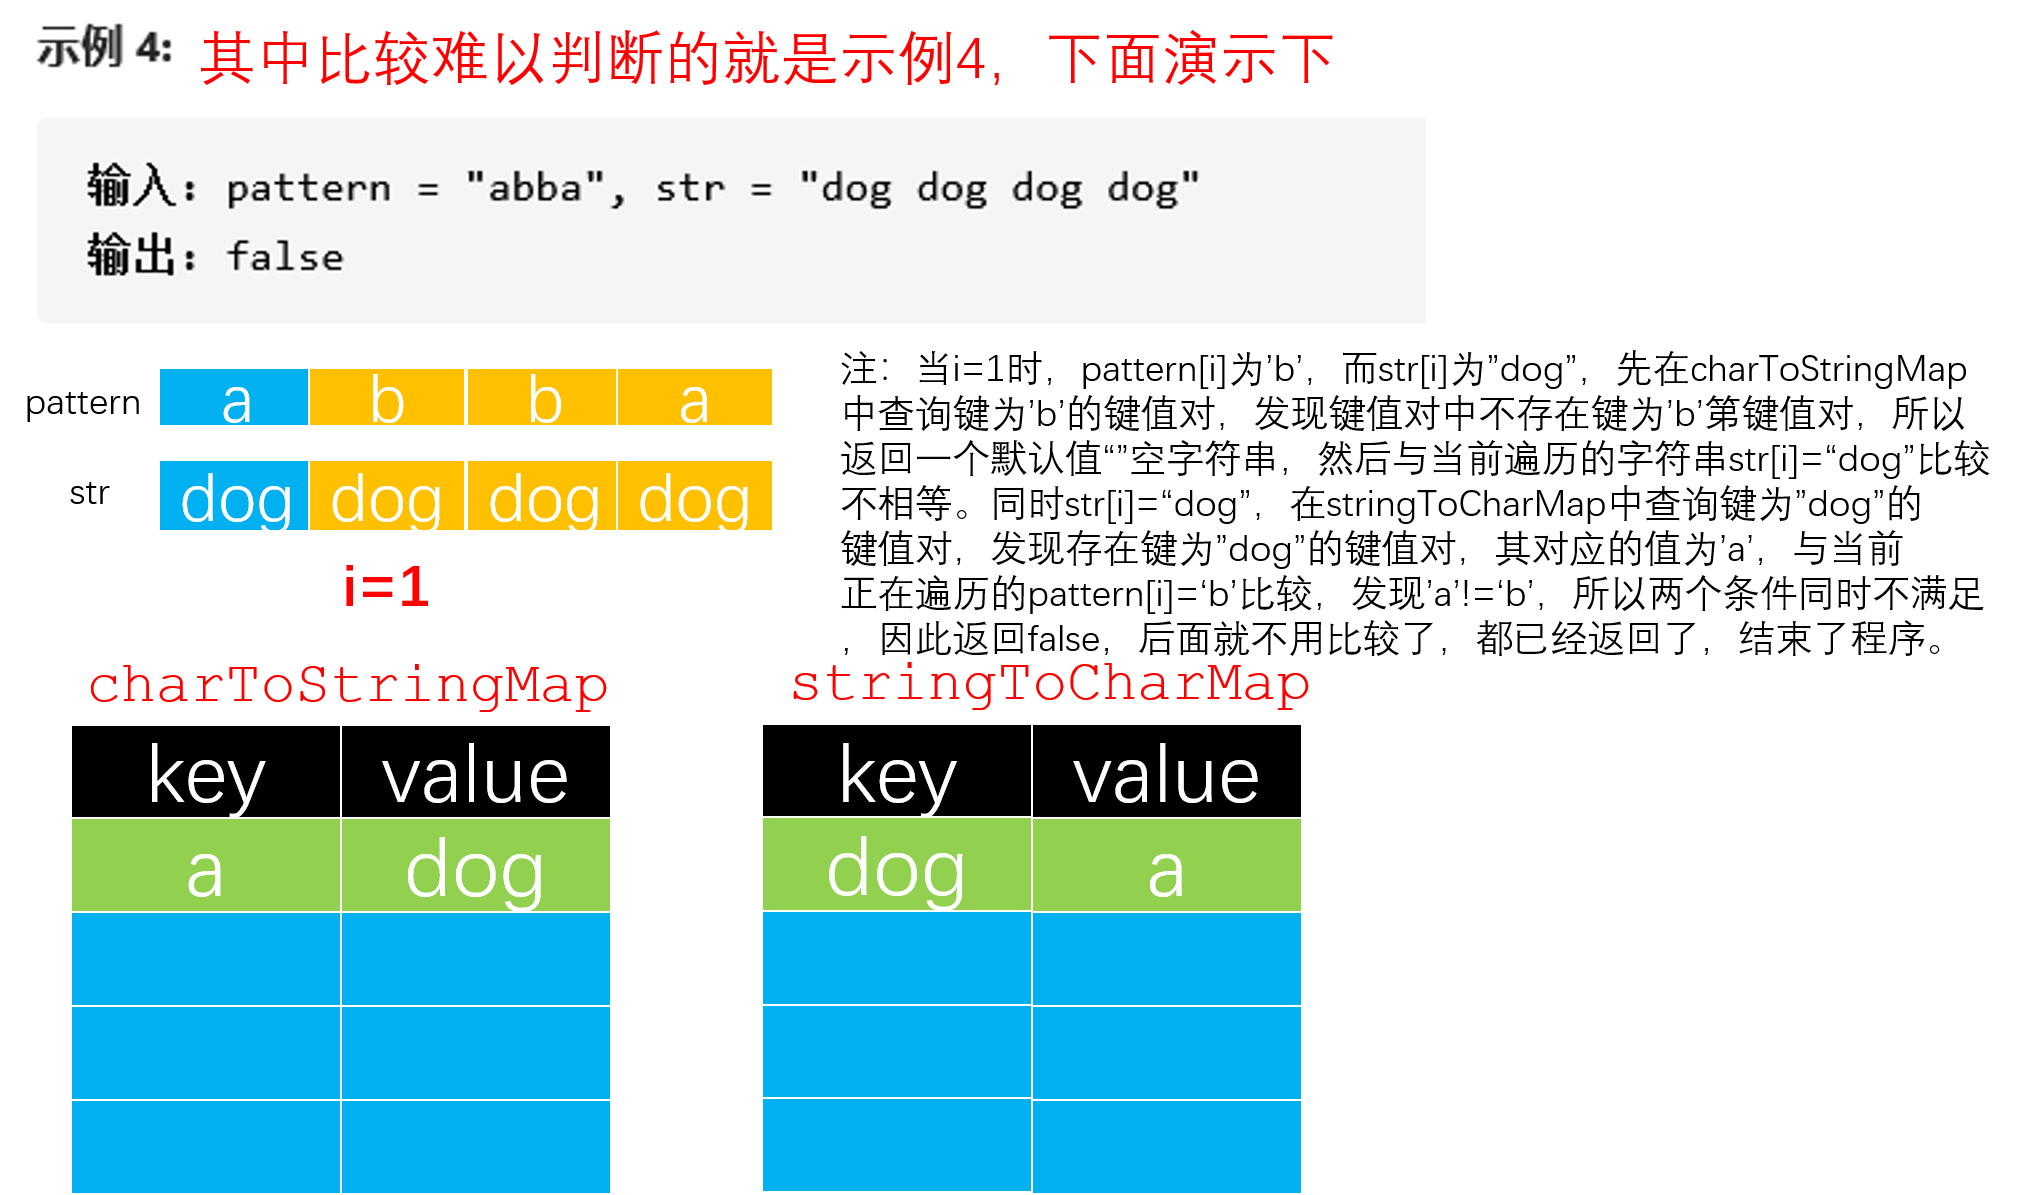 示例 4: 其中比较难以判断的就是示例4，下面演示下
输入：pattern = "abba", str = "dog dog dog dog"
输出：false
pattern a b b a
str dog dog dog dog
i=1
注：当i=1时，pattern[i]为’b’，而str[i]为”dog”，先在charToStringMap
中查询键为’b’的键值对，发现键值对中不存在键为’b’第键值对，所以
返回一个默认值“”空字符串，然后与当前遍历的字符串str[i]=“dog”比较
不相等。同时str[i]=“dog”，在stringToCharMap中查询键为”dog”的
键值对，发现存在键为”dog”的键值对，其对应的值为’a’，与当前
正在遍历的pattern[i]=‘b’比较，发现’a’!=‘b’，所以两个条件同时不满足
，因此返回false，后面就不用比较了，都已经返回了，结束了程序。
charToStringMap
key value
a dog
stringToCharMap
key value
dog a